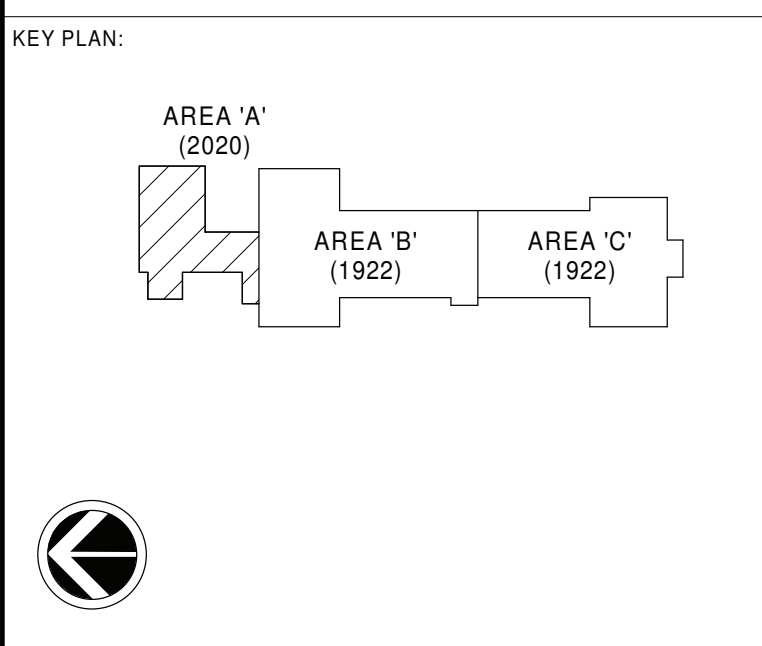 KEY PLAN:
AREA 'A'
(2020)
AREA 'B'
(1922)
AREA 'C'
(1922)